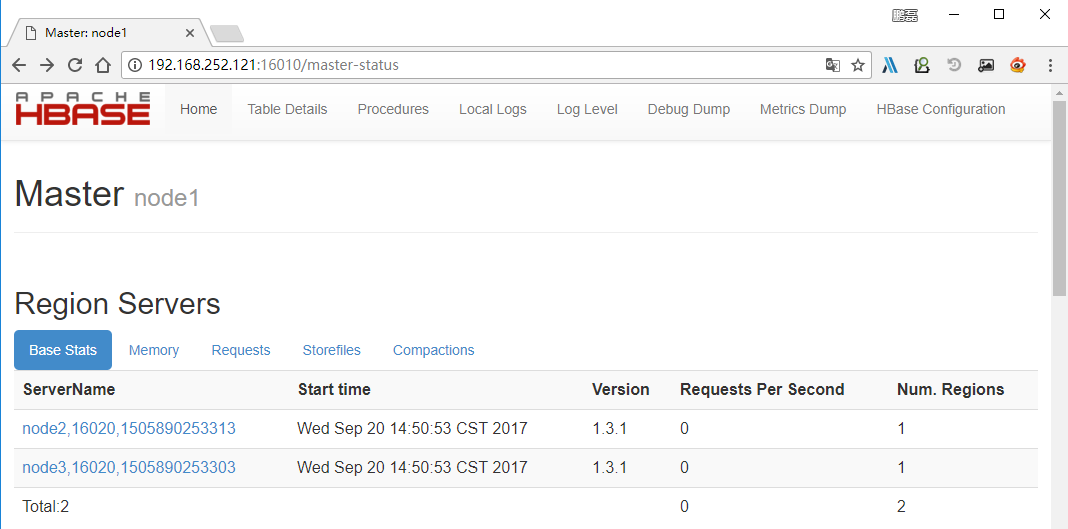 鹏磊
Master: node1
192.168.252.121:16010/master-status
APACHE
HBASE
Home Table Details Procedures Local Logs Log Level Debug Dump Metrics Dump HBase Configuration
Master node1
Region Servers
Base Stats Memory Requests Storefiles Compactions
ServerName Start time Version Requests Per Second Num. Regions
node2,16020,1505890253313 Wed Sep 20 14:50:53 CST 2017 1.3.1 0 1
node3,16020,1505890253303 Wed Sep 20 14:50:53 CST 2017 1.3.1 0 1
Total:2 0 2